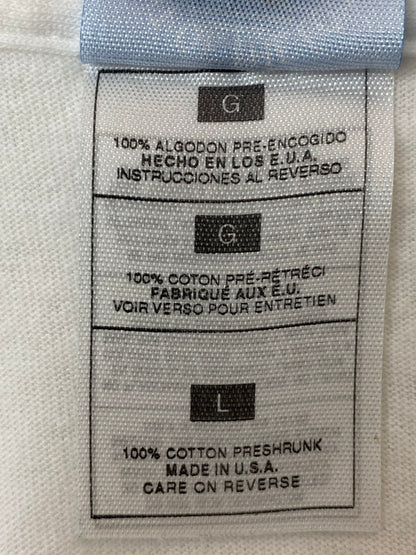 G
100% ALGODON PRE-ENCOGIDO
HECHO EN LOS E.U.A.
INSTRUCCIONES AL REVERSO
G
100% COTON PRÉ-RÉTRÉCI
FABRIQUÉ AUX É.U.
VOIR VERSO POUR ENTRETIEN
L
100% COTTON PRESHRUNK
MADE IN U.S.A.
CARE ON REVERSE